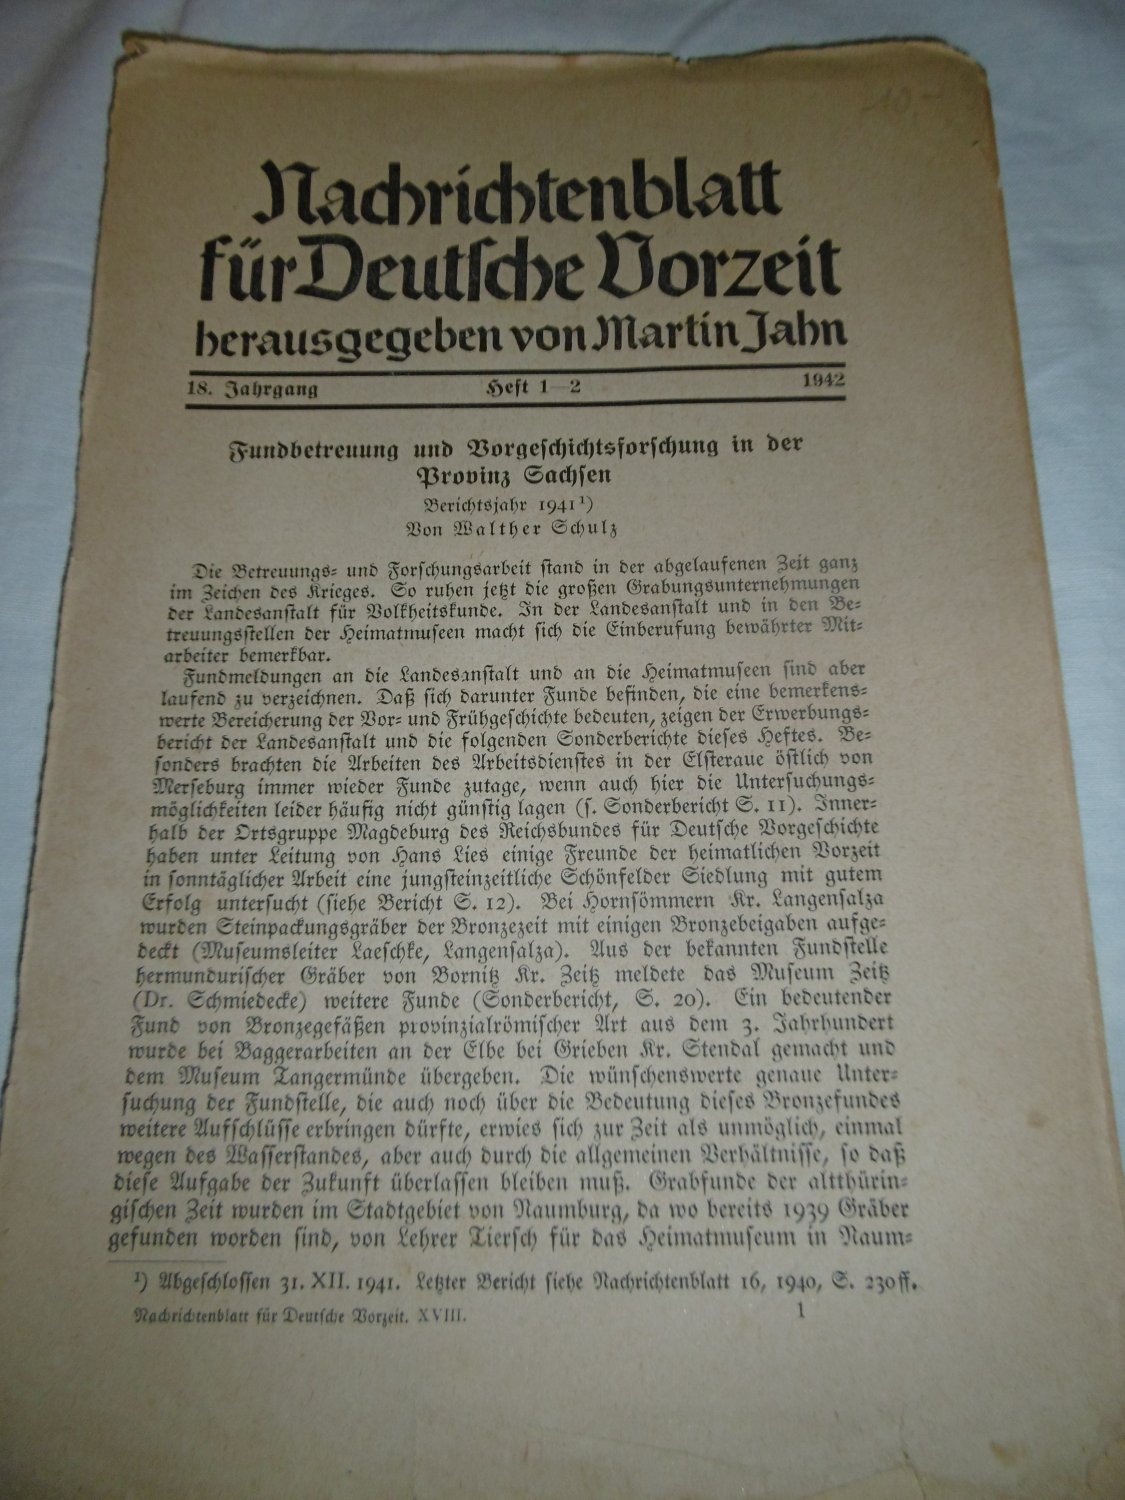 10,-
Nachrichtenblatt
für Deutsche Vorzeit
herausgegeben von Martin Jahn
18. Jahrgang Heft 1—2 1942
Fundbetreuung und Vorgeschichtsforschung in der
Provinz Sachsen
Berichtsjahr 1941¹)
Von Walther Schulz
Die Betreuungs- und Forschungsarbeit stand in der abgelaufenen Zeit ganz
im Zeichen des Krieges. So ruhen jetzt die großen Grabungsunternehmungen
der Landesanstalt für Volkheitskunde. In der Landesanstalt und in den Be-
treuungsstellen der Heimatmuseen macht sich die Einberufung bewährter Mit-
arbeiter bemerkbar.
Fundmeldungen an die Landesanstalt und an die Heimatmuseen sind aber
laufend zu verzeichnen. Daß sich darunter Funde befinden, die eine bemerkens-
werte Bereicherung der Vor- und Frühgeschichte bedeuten, zeigen der Erwerbungs-
bericht der Landesanstalt und die folgenden Sonderberichte dieses Heftes. Be-
sonders brachten die Arbeiten des Arbeitsdienstes in der Elsteraue östlich von
Merseburg immer wieder Funde zutage, wenn auch hier die Untersuchungs-
möglichkeiten leider häufig nicht günstig lagen (s. Sonderbericht S. 11). Inner-
halb der Ortsgruppe Magdeburg des Reichsbundes für Deutsche Vorgeschichte
haben unter Leitung von Hans Lies einige Freunde der heimatlichen Vorzeit
in sonntäglicher Arbeit eine jungsteinzeitliche Schönfelder Siedlung mit gutem
Erfolg untersucht (siehe Bericht S. 12). Bei Hornsömmern Kr. Langensalza
wurden Steinpackungsgräber der Bronzezeit mit einigen Bronzebeigaben aufge-
deckt (Museumsleiter Laeschke, Langensalza). Aus der bekannten Fundstelle
hermundurischer Gräber von Bornitz Kr. Zeitz meldete das Museum Zeitz
(Dr. Schmiedecke) weitere Funde (Sonderbericht, S. 20). Ein bedeutender
Fund von Bronzegefäßen provinzialrömischer Art aus dem 3. Jahrhundert
wurde bei Baggerarbeiten an der Elbe bei Grieben Kr. Stendal gemacht und
dem Museum Tangermünde übergeben. Die wünschenswerte genaue Unter-
suchung der Fundstelle, die auch noch über die Bedeutung dieses Bronzefundes
weitere Aufschlüsse erbringen dürfte, erwies sich zur Zeit als unmöglich, einmal
wegen des Wasserstandes, aber auch durch die allgemeinen Verhältnisse, so daß
diese Aufgabe der Zukunft überlassen bleiben muß. Grabfunde der altthürin-
gischen Zeit wurden im Stadtgebiet von Naumburg, da wo bereits 1939 Gräber
gefunden worden sind, von Lehrer Tiersch für das Heimatmuseum in Naum-
¹) Abgeschlossen 31. XII. 1941. Letzter Bericht siehe Nachrichtenblatt 16, 1940, S. 230 ff.
Nachrichtenblatt für Deutsche Vorzeit. XVIII. 1